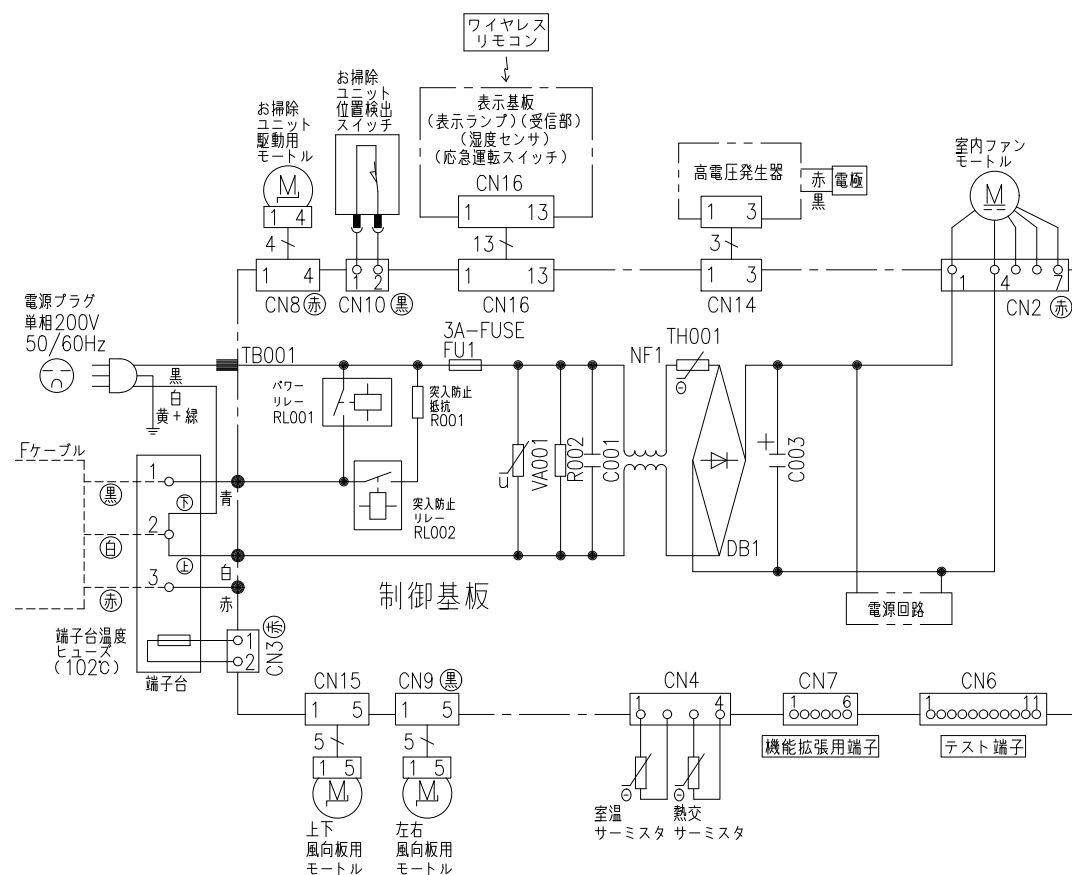 ワイヤレス
リモコン
お掃除
ユニット
位置検出
スイッチ
お掃除
ユニット
駆動用
モートル
M
1 4
4
表示基板
(表示ランプ)(受信部)
(湿度センサ)
(応急運転スイッチ)
CN16
1 13
13
高電圧発生器
1 3
3
赤
黒
電極
室内ファン
モートル
M
1 4
CN8 赤
1 2
CN10 黒
1 13
CN16
1 3
CN14
1 4 7
CN2 赤
電源プラグ
単相200V
50/60Hz
黒
白
黄+緑
TB001
3A-FUSE
FU1
NF1
TH001
パワー
リレー
RL001
突入防止
抵抗
R001
突入防止
リレー
RL002
u
VA001
R002
C001
DB1
+
C003
電源回路
Fケーブル
黒
白
赤
1
2
3
下
上
青
白
赤
制御基板
端子台温度
ヒューズ
(102℃)
端子台
1
2
CN3 赤
CN15
1 5
5
1 5
M
上下
風向板用
モートル
CN9 黒
1 5
5
1 5
M
左右
風向板用
モートル
CN4
1 4
室温
サーミスタ
熱交
サーミスタ
CN7
1 6
機能拡張用端子
CN6
1 11
テスト端子